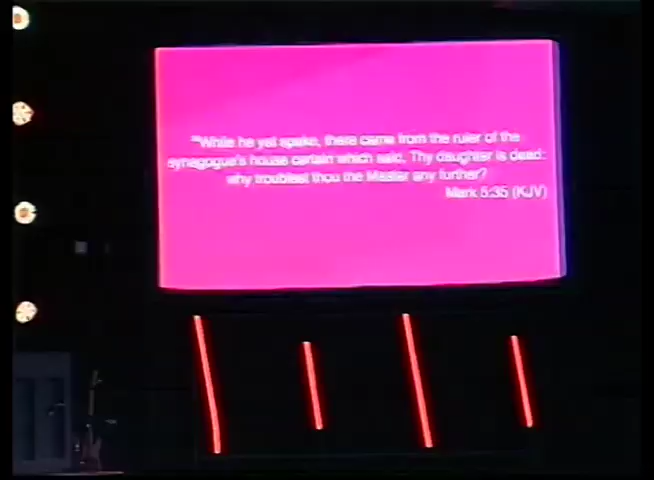 "While he yet spake, there came from the ruler of the
synagogue's house certain which said, Thy daughter is dead:
why troublest thou the Master any further?
Mark 5:35 (KJV)